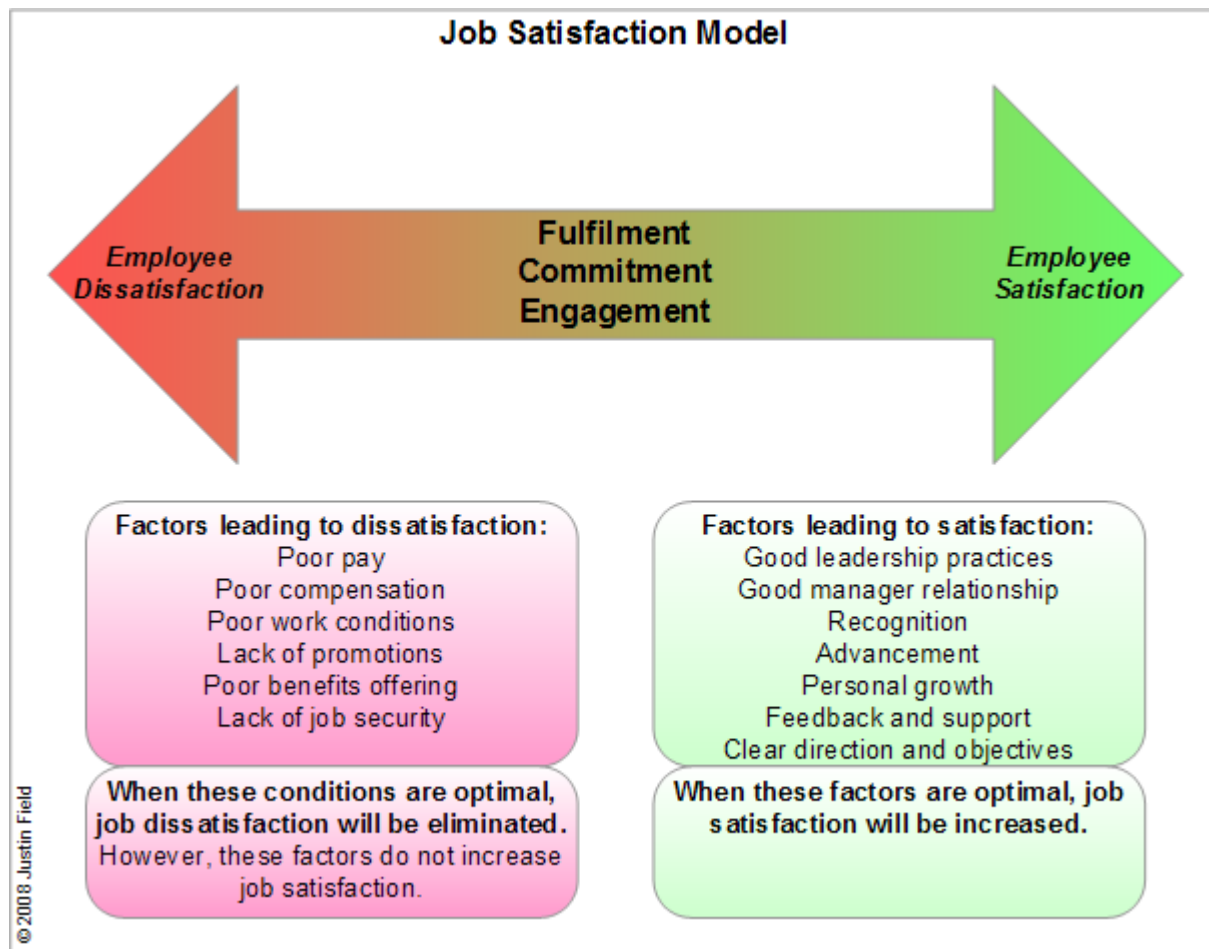 Job Satisfaction Model
Employee
Dissatisfaction
Fulfilment
Commitment
Engagement
Employee
Satisfaction
Factors leading to dissatisfaction:
Poor pay
Poor compensation
Poor work conditions
Lack of promotions
Poor benefits offering
Lack of job security
When these conditions are optimal,
job dissatisfaction will be eliminated.
However, these factors do not increase
job satisfaction.
Factors leading to satisfaction:
Good leadership practices
Good manager relationship
Recognition
Advancement
Personal growth
Feedback and support
Clear direction and objectives
When these factors are optimal, job
satisfaction will be increased.
©2008 Justin Field